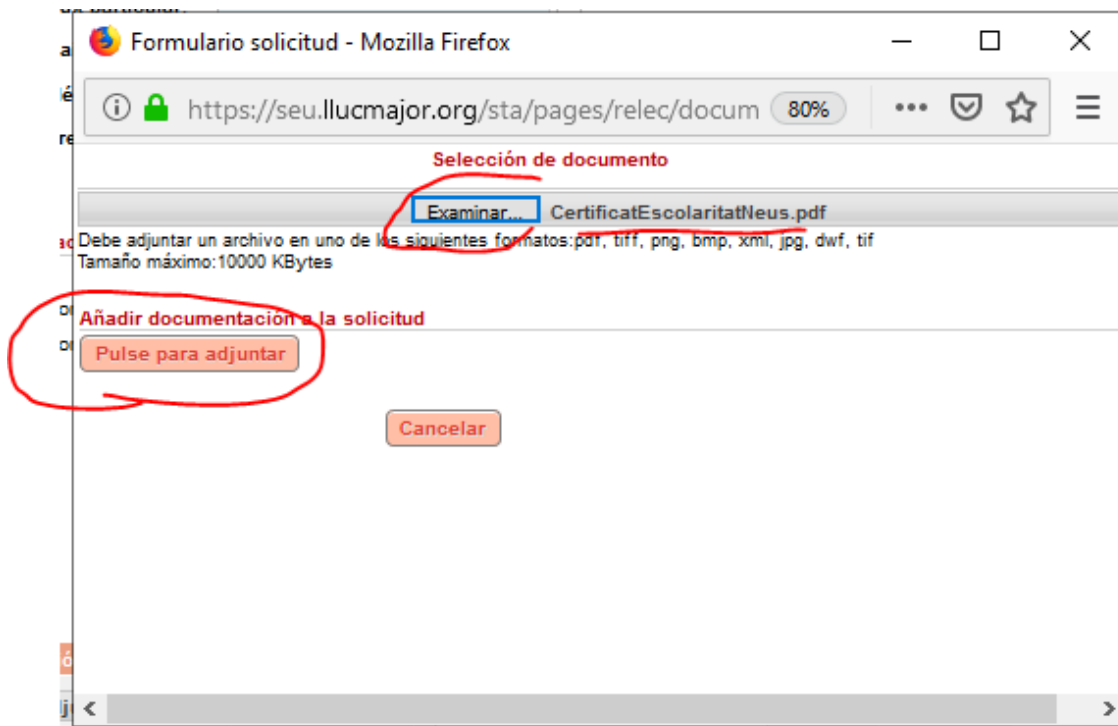 Formulario solicitud - Mozilla Firefox
https://seu.llucmajor.org/sta/pages/relec/docum 80%
Selección de documento
Examinar... CertificatEscolaritatNeus.pdf
Debe adjuntar un archivo en uno de los siguientes formatos:pdf, tiff, png, bmp, xml, jpg, dwf, tif
Tamaño máximo:10000 KBytes
Añadir documentación a la solicitud
Pulse para adjuntar
Cancelar